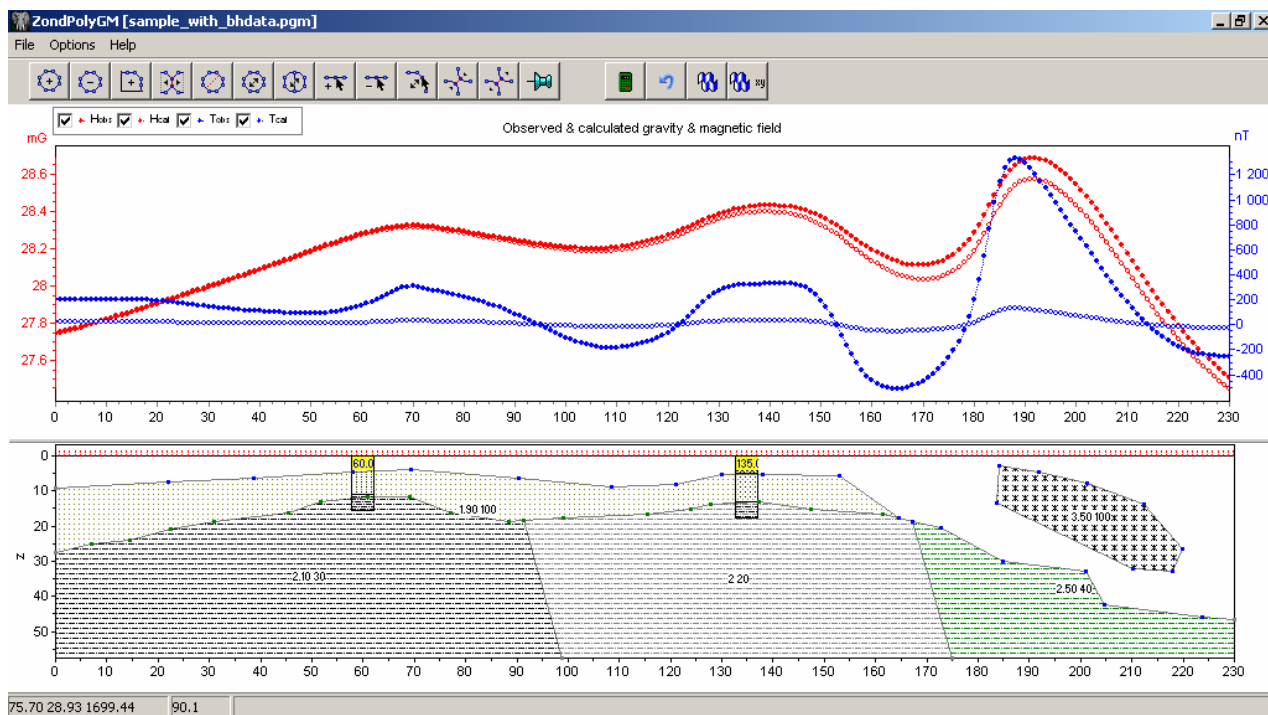 ZondPolyGM [sample_with_bhdata.pgm]
File Options Help
xy
Hobs Hcal Tobs Tcal
Observed & calculated gravity & magnetic field
mG
nT
28.6
28.4
28.2
28
27.8
27.6
1 200
1 000
800
600
400
200
0
-200
-400
0 10 20 30 40 50 60 70 80 90 100 110 120 130 140 150 160 170 180 190 200 210 220 230
z
0
10
20
30
40
50
60.0
135.(
1.90 100
3.50 100
2.10 30
2 20
2.50 40
0 10 20 30 40 50 60 70 80 90 100 110 120 130 140 150 160 170 180 190 200 210 220 230
75.70 28.93 1699.44 90.1